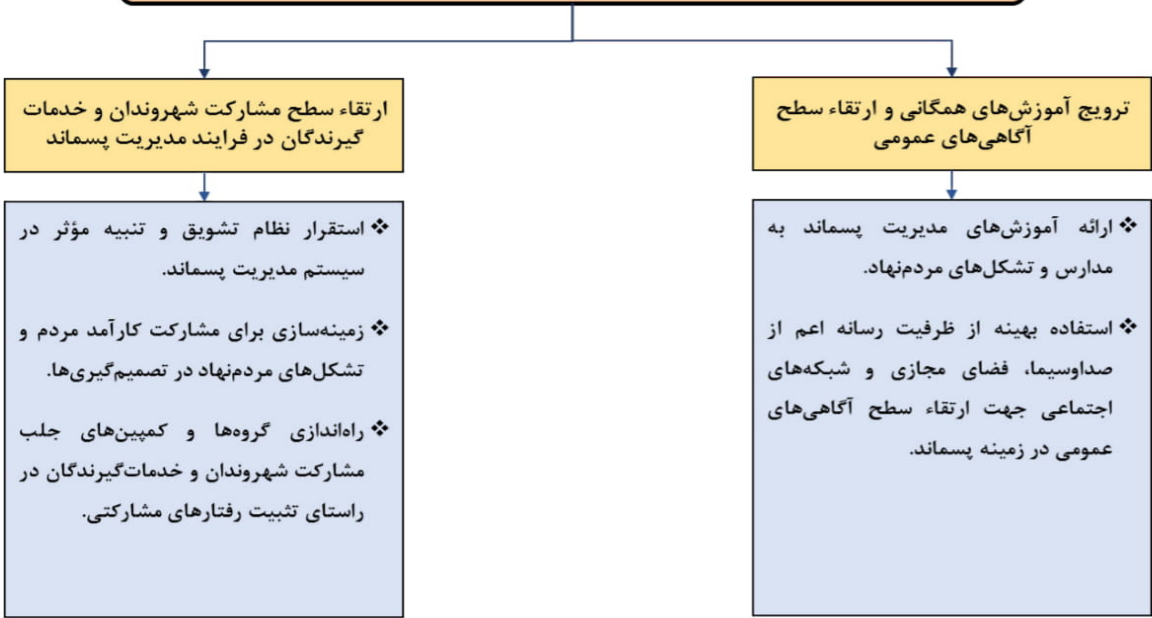 ترویج آموزش‌های همگانی و ارتقاء سطح
آگاهی‌های عمومی
❖ ارائه آموزش‌های مدیریت پسماند به
مدارس و تشکل‌های مردم‌نهاد.
❖ استفاده بهینه از ظرفیت رسانه اعم از
صداوسیما، فضای مجازی و شبکه‌های
اجتماعی جهت ارتقاء سطح آگاهی‌های
عمومی در زمینه پسماند.
ارتقاء سطح مشارکت شهروندان و خدمات
گیرندگان در فرایند مدیریت پسماند
❖ استقرار نظام تشویق و تنبیه مؤثر در
سیستم مدیریت پسماند.
❖ زمینه‌سازی برای مشارکت کارآمد مردم و
تشکل‌های مردم‌نهاد در تصمیم‌گیری‌ها.
❖ راه‌اندازی گروه‌ها و کمپین‌های جلب
مشارکت شهروندان و خدمات‌گیرندگان در
راستای تثبیت رفتارهای مشارکتی.